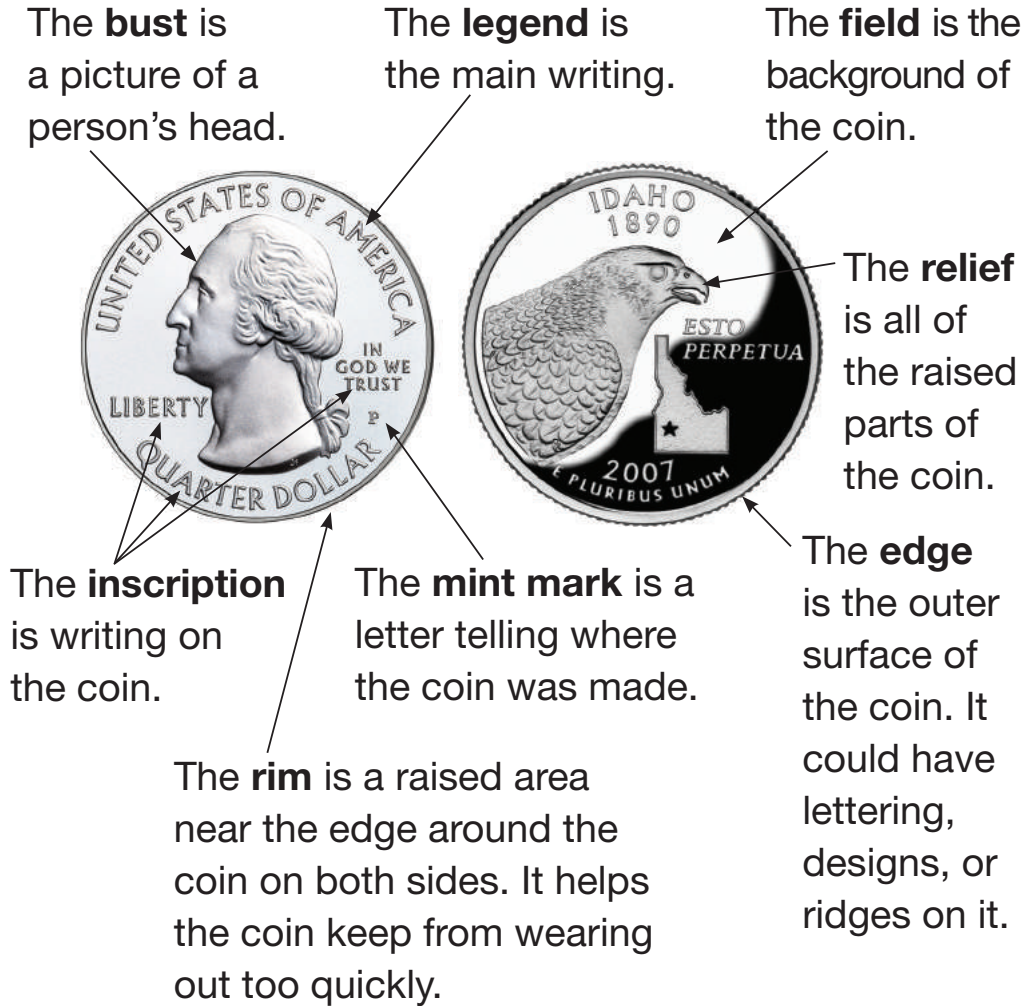 The bust is
a picture of a
person's head.
The legend is
the main writing.
The field is the
background of
the coin.
UNITED STATES OF AMERICA
IN
GOD WE
TRUST
LIBERTY
P
QUARTER DOLLAR
IDAHO
1890
ESTO
PERPETUA
2007
E PLURIBUS UNUM
The relief
is all of
the raised
parts of
the coin.
The inscription
is writing on
the coin.
The mint mark is a
letter telling where
the coin was made.
The edge
is the outer
surface of
the coin. It
could have
lettering,
designs, or
ridges on it.
The rim is a raised area
near the edge around the
coin on both sides. It helps
the coin keep from wearing
out too quickly.